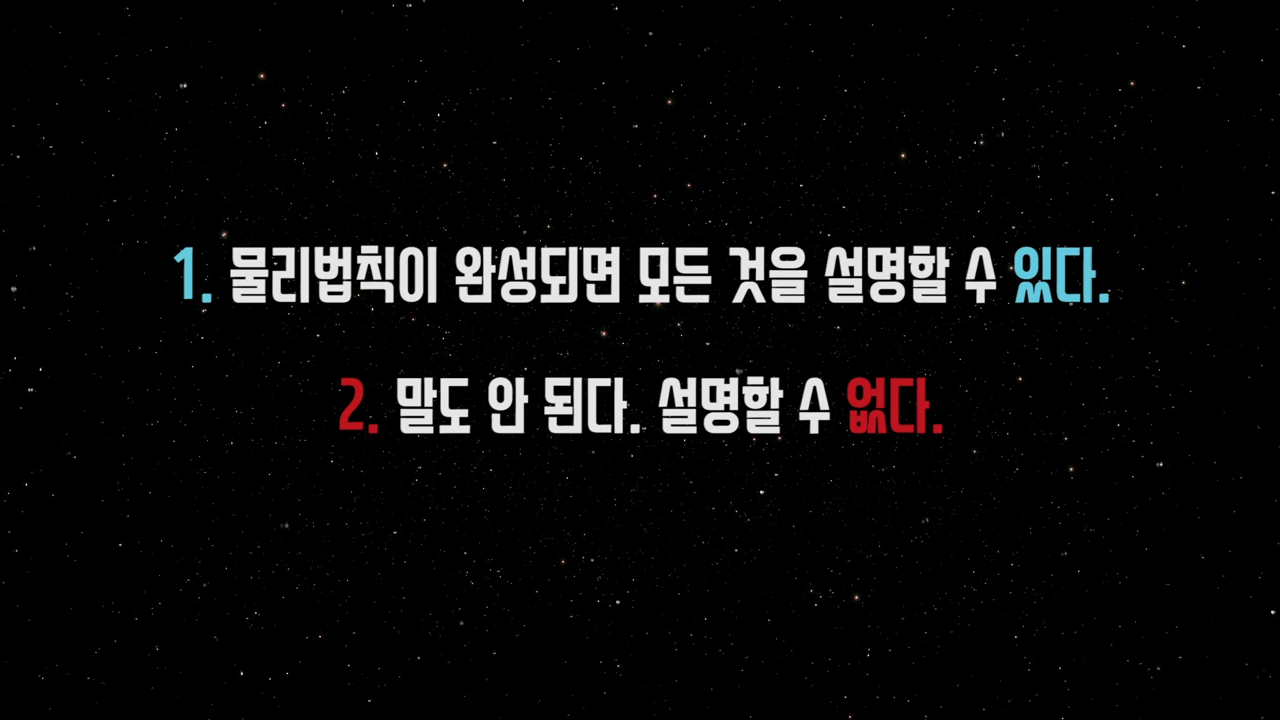 1. 물리법칙이 완성되면 모든 것을 설명할 수 있다.
2. 말도 안 된다. 설명할 수 없다.